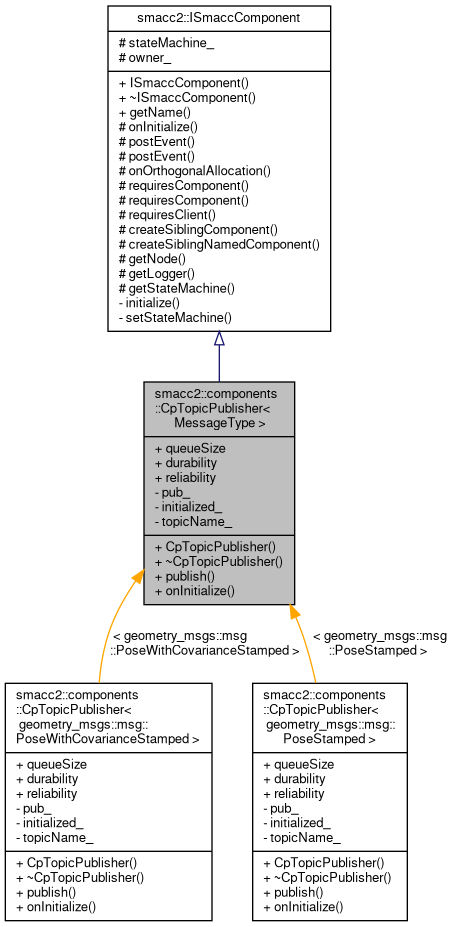 smacc2::ISmaccComponent
# stateMachine_
# owner_
+ ISmaccComponent()
+ ~ISmaccComponent()
+ getName()
# onInitialize()
# postEvent()
# postEvent()
# onOrthogonalAllocation()
# requiresComponent()
# requiresComponent()
# requiresClient()
# createSiblingComponent()
# createSiblingNamedComponent()
# getNode()
# getLogger()
# getStateMachine()
- initialize()
- setStateMachine()
smacc2::components
::CpTopicPublisher<
MessageType >
+ queueSize
+ durability
+ reliability
- pub_
- initialized_
- topicName_
+ CpTopicPublisher()
+ ~CpTopicPublisher()
+ publish()
+ onInitialize()
< geometry_msgs::msg
::PoseWithCovarianceStamped >
< geometry_msgs::msg
::PoseStamped >
smacc2::components
::CpTopicPublisher<
geometry_msgs::msg::
PoseWithCovarianceStamped >
+ queueSize
+ durability
+ reliability
- pub_
- initialized_
- topicName_
+ CpTopicPublisher()
+ ~CpTopicPublisher()
+ publish()
+ onInitialize()
smacc2::components
::CpTopicPublisher<
geometry_msgs::msg::
PoseStamped >
+ queueSize
+ durability
+ reliability
- pub_
- initialized_
- topicName_
+ CpTopicPublisher()
+ ~CpTopicPublisher()
+ publish()
+ onInitialize()